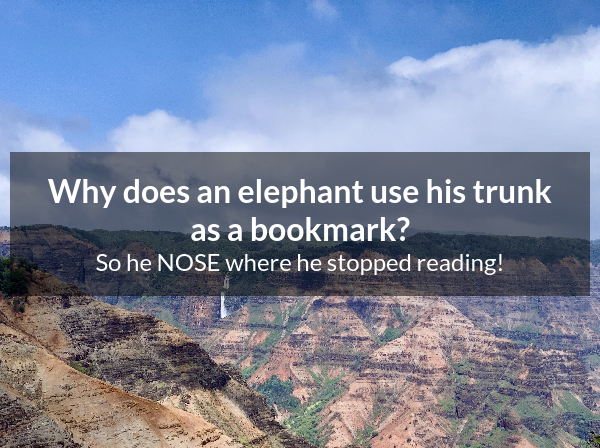 Why does an elephant use his trunk
as a bookmark?
So he NOSE where he stopped reading!